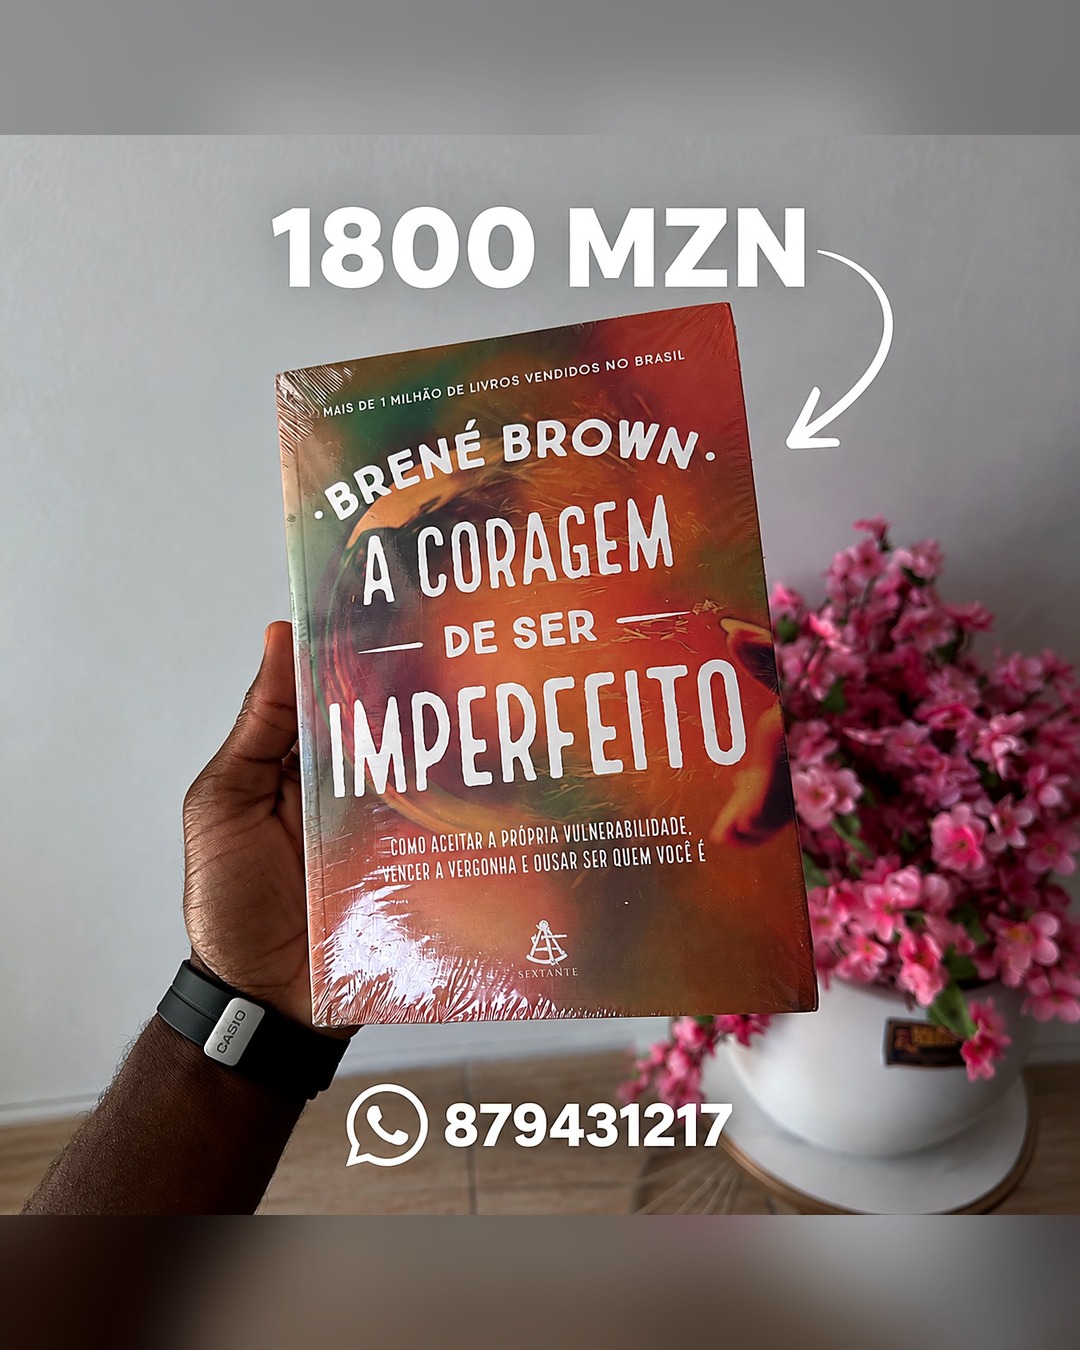 1800 MZN
MAIS DE 1 MILHÃO DE LIVROS VENDIDOS NO BRASIL
·BRENÉ BROWN·
A CORAGEM
DE SER
IMPERFEITO
COMO ACEITAR A PRÓPRIA VULNERABILIDADE,
VENCER A VERGONHA E OUSAR SER QUEM VOCÊ É
SEXTANTE
CASIO
879431217